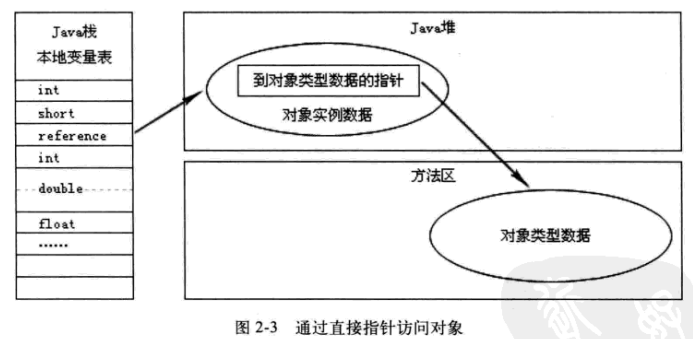 Java栈
本地变量表
int
short
reference
int
double
float
……
Java堆
到对象类型数据的指针
对象实例数据
方法区
对象类型数据
图 2-3 通过直接指针访问对象